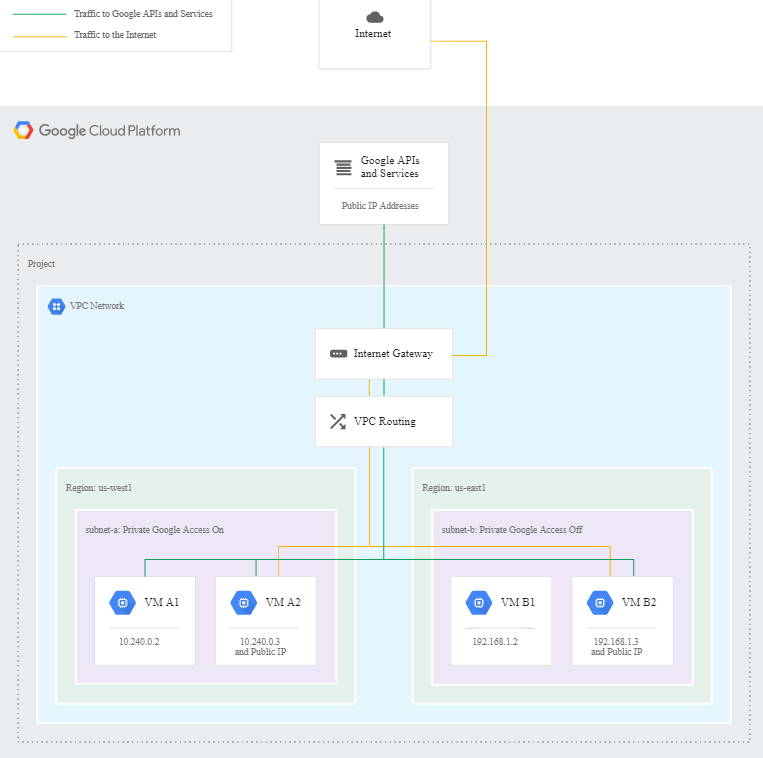 Traffic to Google APIs and Services
Traffic to the Internet
Internet
Google Cloud Platform
Google APIs
and Services
Public IP Addresses
Project
VPC Network
Internet Gateway
VPC Routing
Region: us-west1
Region: us-east1
subnet-a: Private Google Access On
subnet-b: Private Google Access Off
VM A1
VM A2
VM B1
VM B2
10.240.0.2
10.240.0.3
and Public IP
192.168.1.2
192.168.1.3
and Public IP